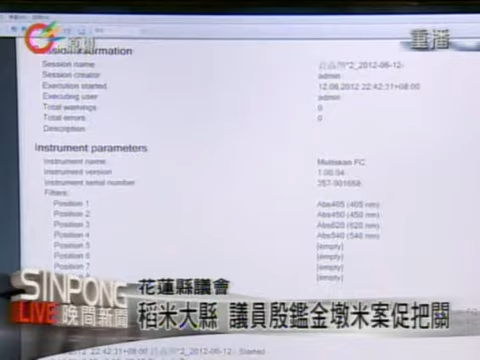 重播
Session information
Session name 2_2012-06-12
Session creator admin
Execution started 12.06.2012 22:42:31+08:00
Executing user admin
Total warnings 0
Total errors 0
Description
Instrument parameters
Instrument name Multiskan FC
Instrument version 1.00.94
Instrument serial number 357-901658
Filters:
Position 1 Abs405 (405 nm)
Position 2 Abs450 (450 nm)
Position 3 Abs620 (620 nm)
Position 4 Abs540 (540 nm)
Position 5 [empty]
Position 6 [empty]
Position 7 [empty]
[empty]
SINPONG
LIVE 晚間新聞
花蓮縣議會
稻米大縣 議員殷鑑金墩米案促把關